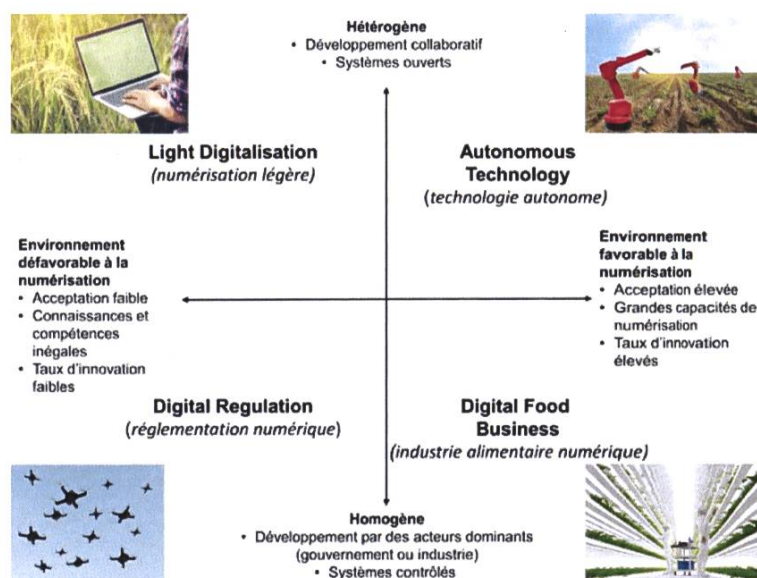 Hétérogène
• Développement collaboratif
• Systèmes ouverts
Light Digitalisation
(numérisation légère)
Autonomous
Technology
(technologie autonome)
Environnement
défavorable à la
numérisation
• Acceptation faible
• Connaissances et
compétences
inégales
• Taux d'innovation
faibles
Environnement
favorable à la
numérisation
• Acceptation élevée
• Grandes capacités de
numérisation
• Taux d'innovation
élevés
Digital Regulation
(réglementation numérique)
Digital Food
Business
(industrie alimentaire numérique)
Homogène
• Développement par des acteurs dominants
(gouvernement ou industrie)
• Systèmes contrôlés